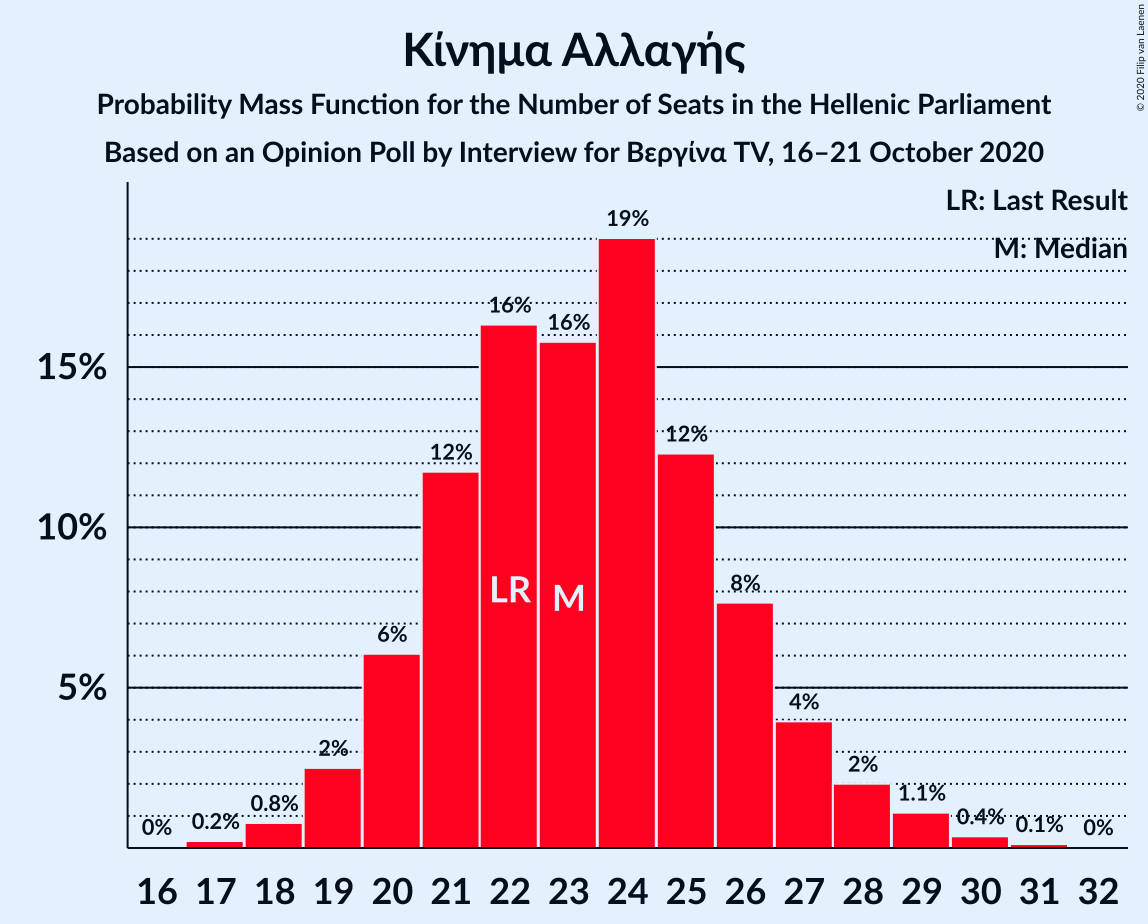 Κίνημα Αλλαγής
Probability Mass Function for the Number of Seats in the Hellenic Parliament
Based on an Opinion Poll by Interview for Βεργίνα TV, 16–21 October 2020
© 2020 Filip van Laenen
LR: Last Result
M: Median
15%
10%
5%
0%
0.2%
0.8%
2%
6%
12%
16%
16%
19%
12%
8%
4%
2%
1.1%
0.4%
0.1%
0%
LR
M
16 17 18 19 20 21 22 23 24 25 26 27 28 29 30 31 32